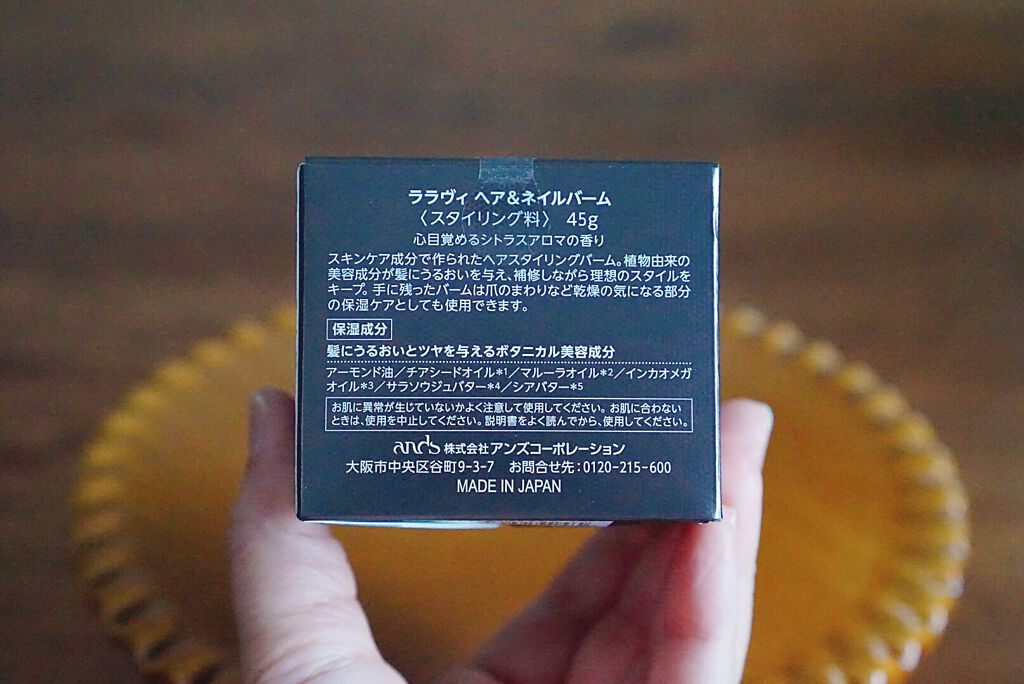 ララヴィ ヘア&ネイルバーム
〈スタイリング料〉 45g
心目覚めるシトラスアロマの香り
スキンケア成分で作られたヘアスタイリングバーム。植物由来の
美容成分が髪にうるおいを与え、補修しながら理想のスタイルを
キープ。手に残ったバームは爪のまわりなど乾燥の気になる部分
の保湿ケアとしても使用できます。
保湿成分
髪にうるおいとツヤを与えるボタニカル美容成分
アーモンド油/チアシードオイル*1/マルーラオイル*2/インカオメガ
オイル*3/サラソウジュバター*4/シアバター*5
お肌に異常が生じていないかよく注意して使用してください。お肌に合わない
ときは、使用を中止してください。説明書をよく読んでから、使用してください。
ands 株式会社アンズコーポレーション
大阪市中央区谷町9-3-7 お問合せ先:0120-215-600
MADE IN JAPAN